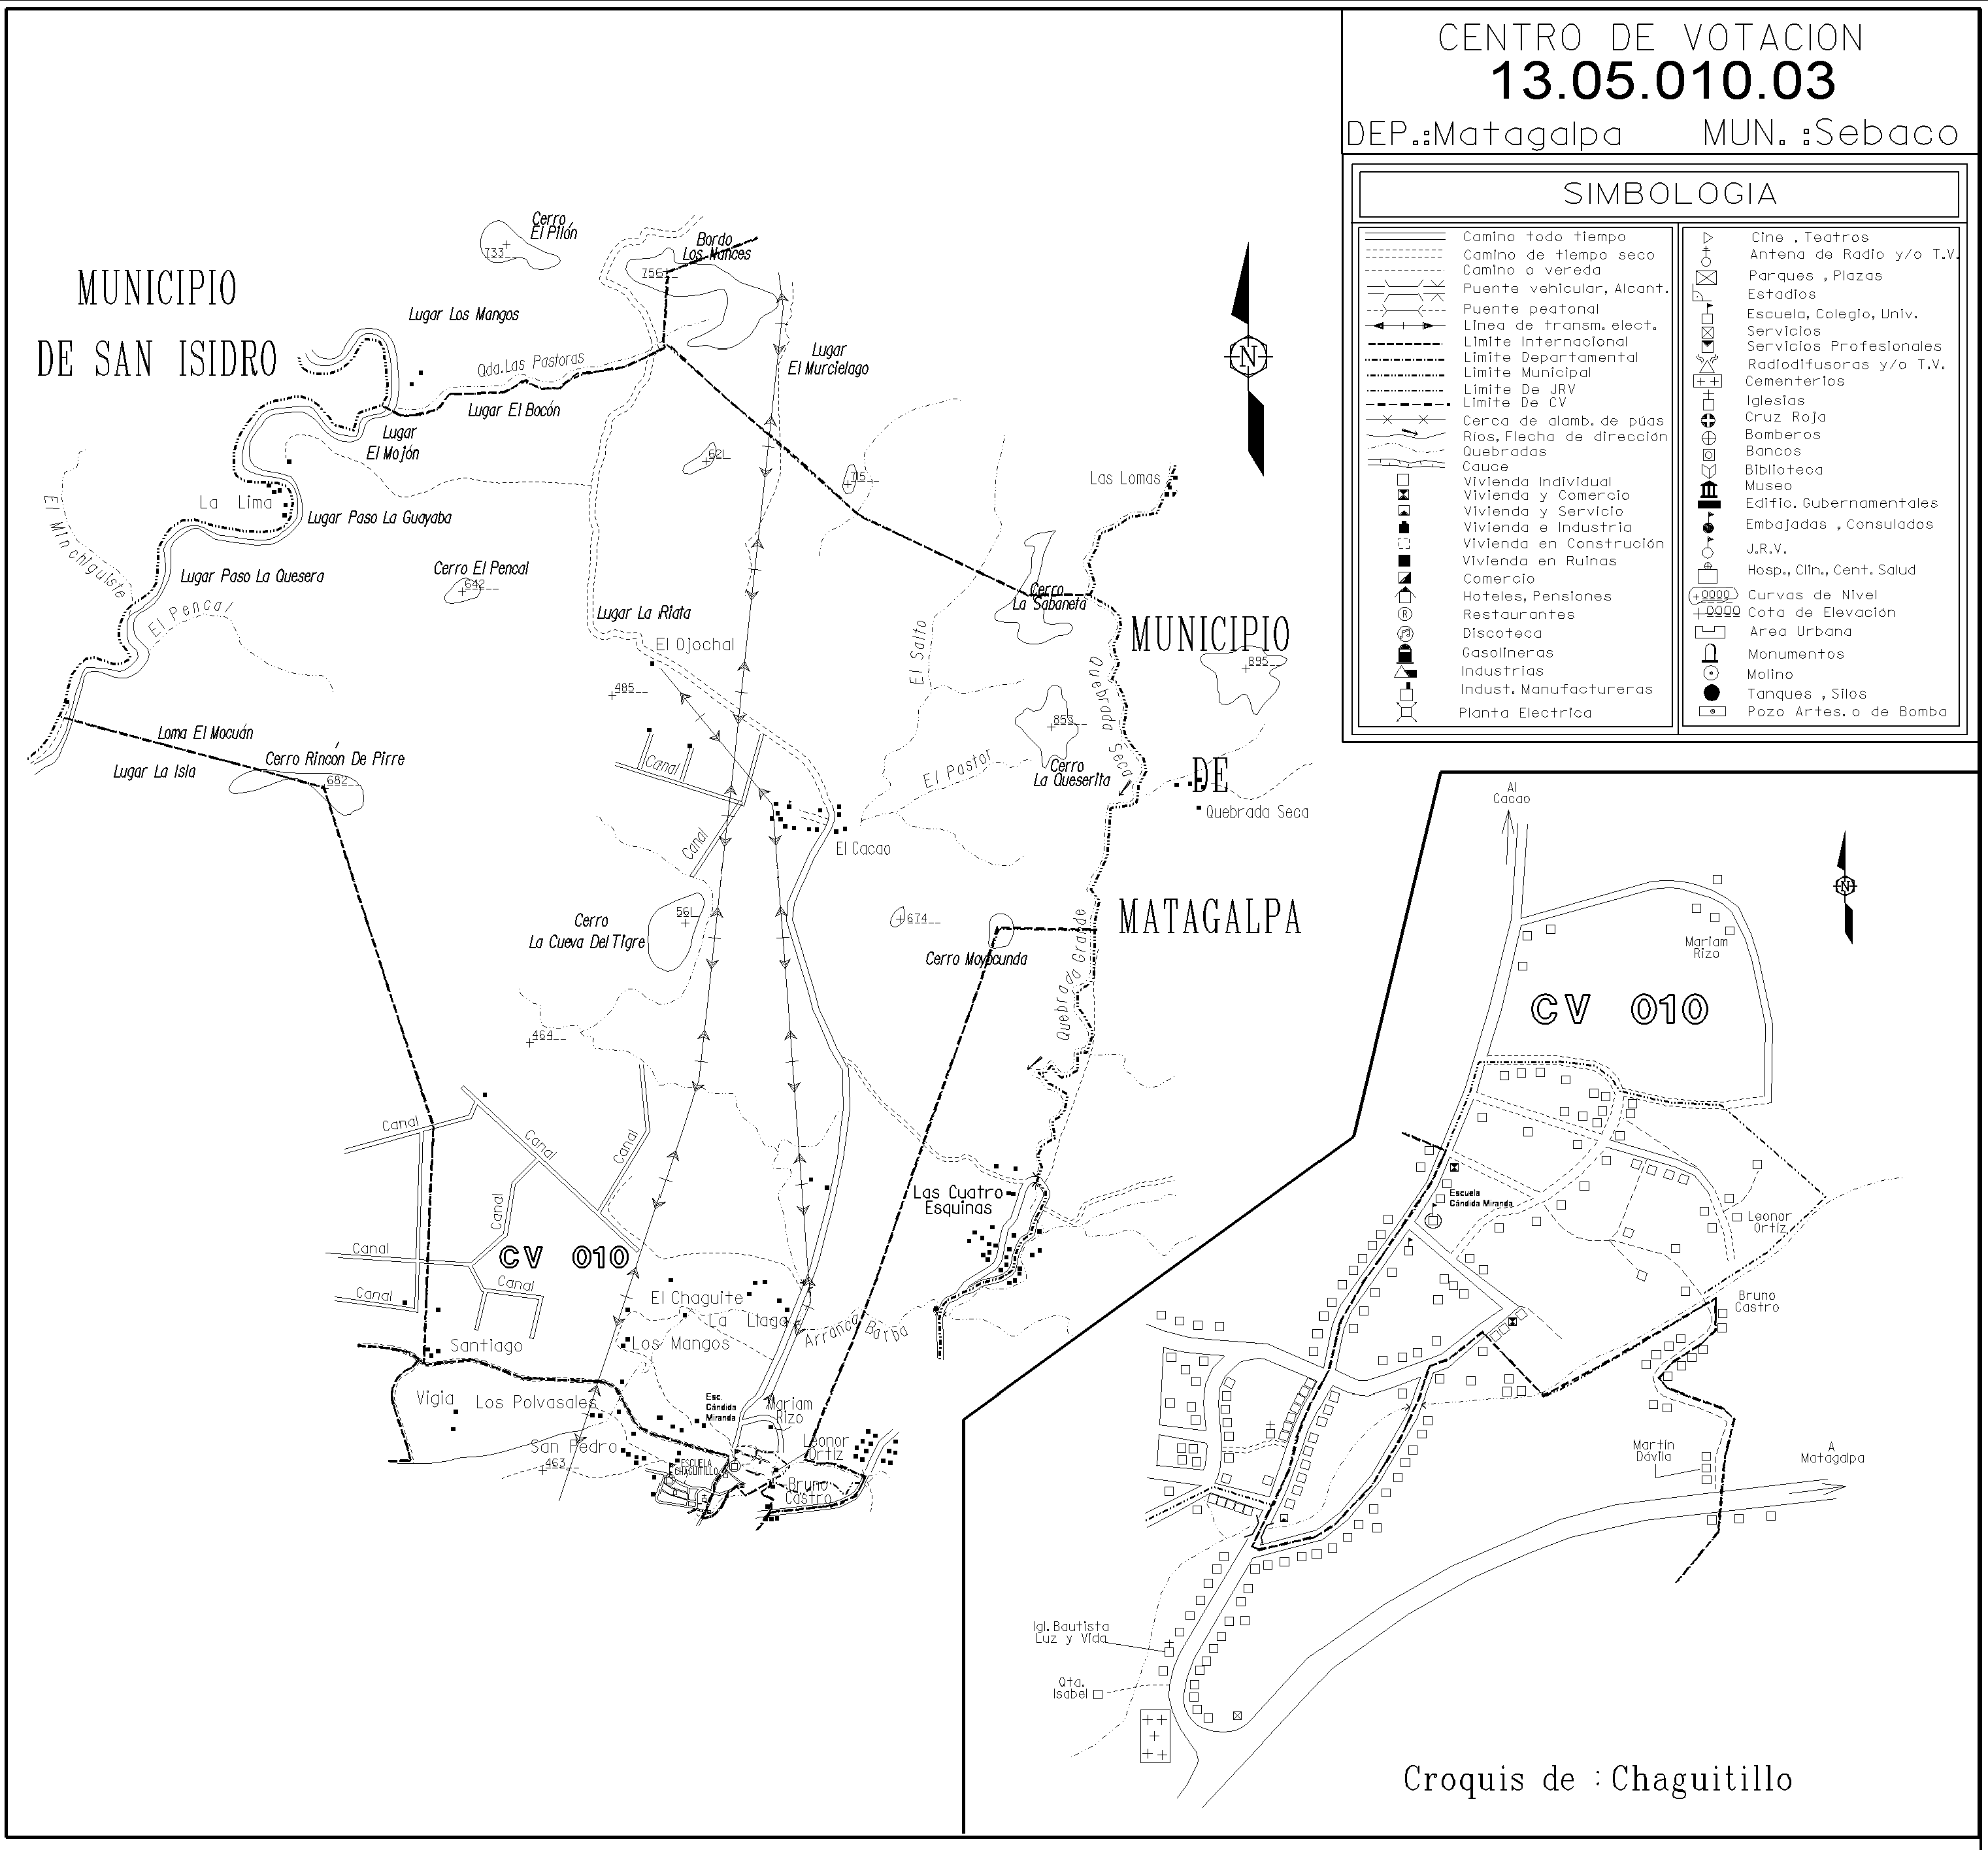 CENTRO DE VOTACION
13.05.010.03
DEP.:Matagalpa MUN. :Sebaco
SIMBOLOGIA
Camino todo tiempo
Camino de tiempo seco
Camino o vereda
Puente vehicular, Alcant.
Puente peatonal
Linea de transm. elect.
Limite Internacional
Limite Departamental
Limite Municipal
Limite De JRV
Limite De CV
Cerca de alamb. de púas
Rios, Flecha de dirección
Quebradas
Cauce
Vivienda Individual
Vivienda y Comercio
Vivienda y Servicio
Vivienda e Industria
Vivienda en Construción
Vivienda en Ruinas
Comercio
Hoteles, Pensiones
R
Restaurantes
Discoteca
Gasolineras
Industrias
Indust. Manufactureras
Planta Electrica
Cine , Teatros
Antena de Radio y/o T.V.
Parques , Plazas
Estadios
Escuela, Colegio, Univ.
Servicios
Servicios Profesionales
Radiodifusoras y/o T.V.
Cementerios
Iglesias
Cruz Roja
Bomberos
Bancos
Biblioteca
Museo
Edific. Gubernamentales
Embajadas , Consulados
J.R.V.
Hosp., Clin., Cent. Salud
0000 Curvas de Nivel
0000 Cota de Elevación
Area Urbana
Monumentos
Molino
Tanques , Silos
Pozo Artes. o de Bomba
Cerro
El Pilón
733
Bordo
Los Nances
756
MUNICIPIO
DE SAN ISIDRO
Lugar Los Mangos
Qda. Las Pastoras
Lugar
El Murcielago
N
Lugar El Bocón
Lugar
El Mojón
621
715
Las Lomas
La Lima
El Minchiguiste
Lugar Paso La Guayaba
Lugar Paso La Quesera
Cerro El Pencal
642
El Pencal
Lugar La Riata
Cerro
La Sabaneta
El Ojochal
El Salto
MUNICIPIO
895
485
853
Quebrada Seca
Loma El Mocuán
Lugar La Isla
Cerro Rincón De Pirre
682
Canal
El Pastor
Cerro
La Queserita
DE
Quebrada Seca
Canal
El Cacao
561
Cerro
La Cueva Del Tigre
674
Cerro Moyocunda
MATAGALPA
Quebrada Grande
464
Canal
Canal
Canal
Canal
Las Cuatro
Esquinas
Canal
CV 010
Canal
Canal
El Chaguite
La Llaga
Arranca Barba
Los Mangos
Santiago
Vigia
Los Polvasales
Esc.
Cándida
Miranda
Mariam
Rizo
San Pedro
463
Leonor
Ortiz
ESCUELA
CHAGUITILLO
Bruno
Castro
Al
Cacao
N
Mariam
Rizo
CV 010
Escuela
Cándida Miranda
Leonor
Ortiz
Bruno
Castro
Martin
Dávila
A
Matagalpa
Igl. Bautista
Luz y Vida
Qta.
Isabel
Croquis de : Chaguitillo